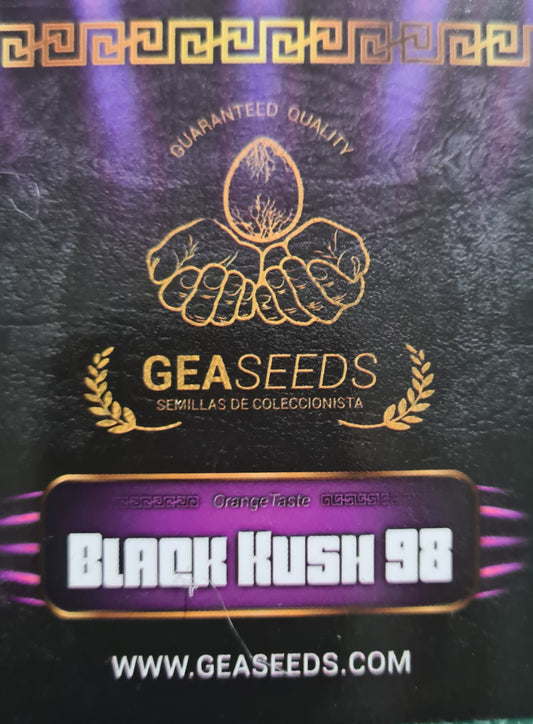 GUARANTEED QUALITY
GEASEEDS
SEMILLAS DE COLECCIONISTA
OrangeTaste
BLACK KUSH 98
WWW.GEASEEDS.COM